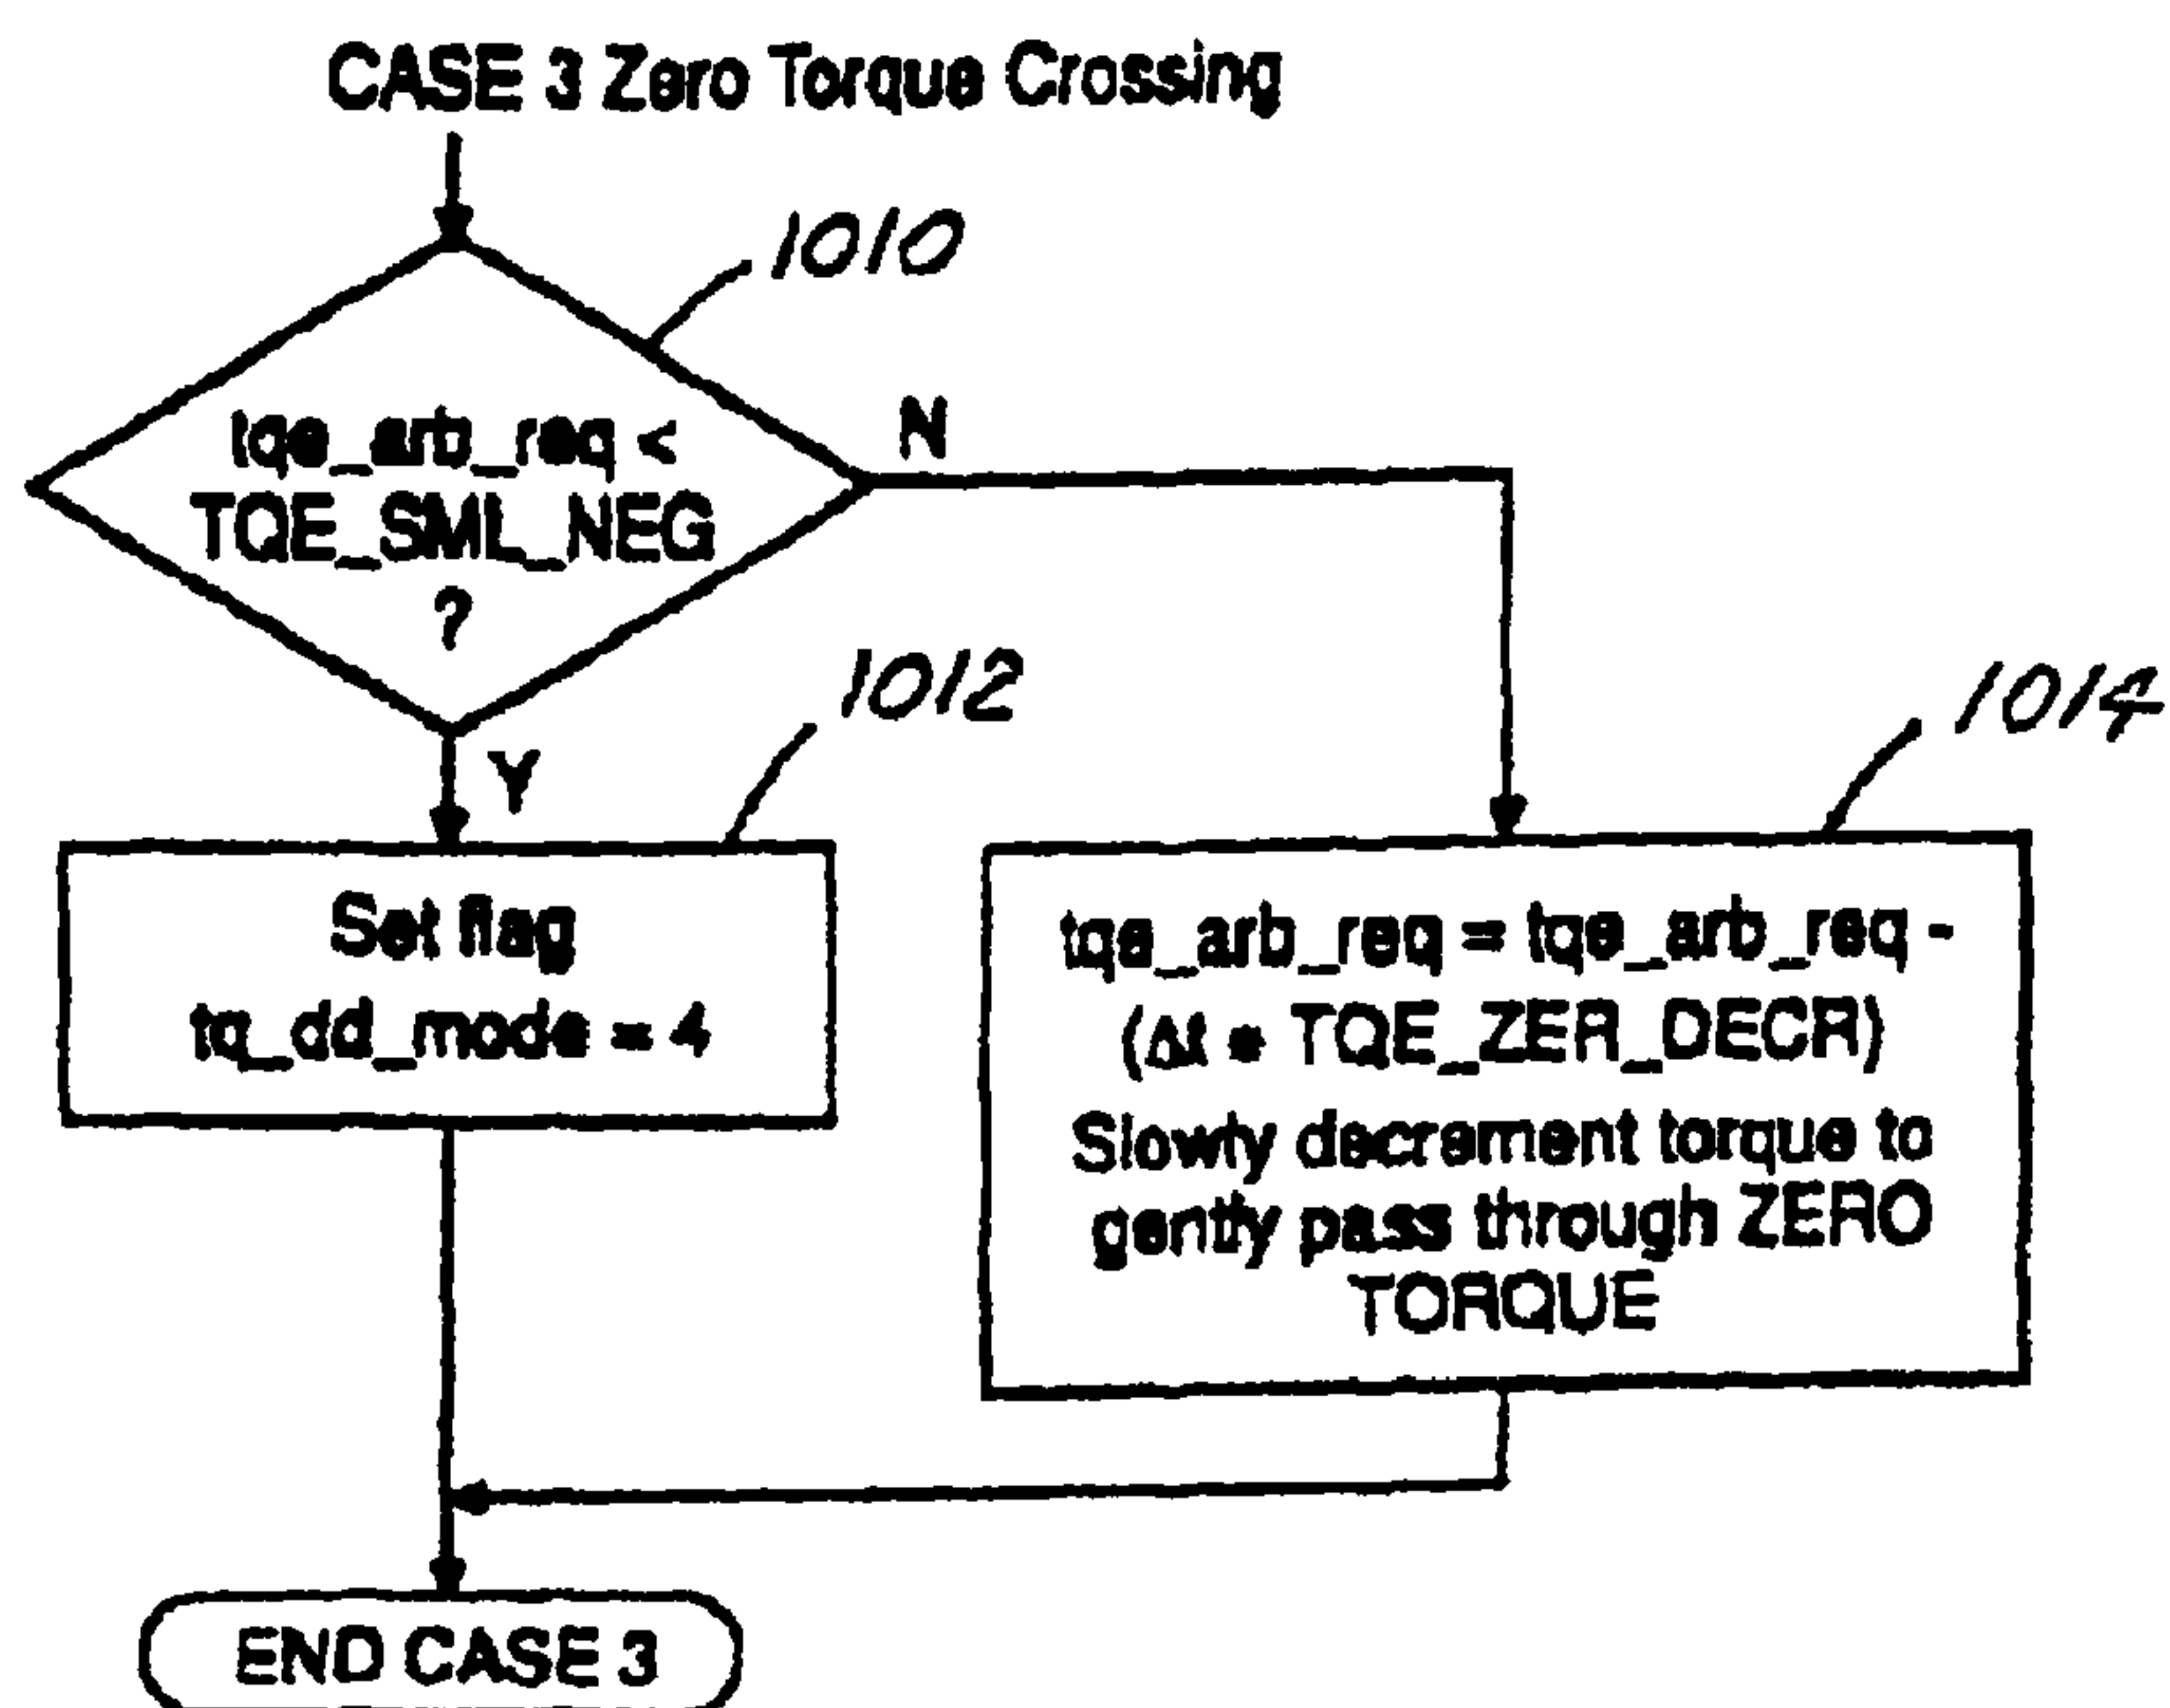 CASE 3 Zero Torque Crossing
1010
tqe_arb_req <
TQE_SML_NEG
?
N
Y
1012
1014
Set flag
tq_dd_mode = 4
tqe_arb_req = tqe_arb_req -
(Δt * TQE_ZER_DECR)
Slowly decrement torque to
gently pass through ZERO
TORQUE
END CASE 3